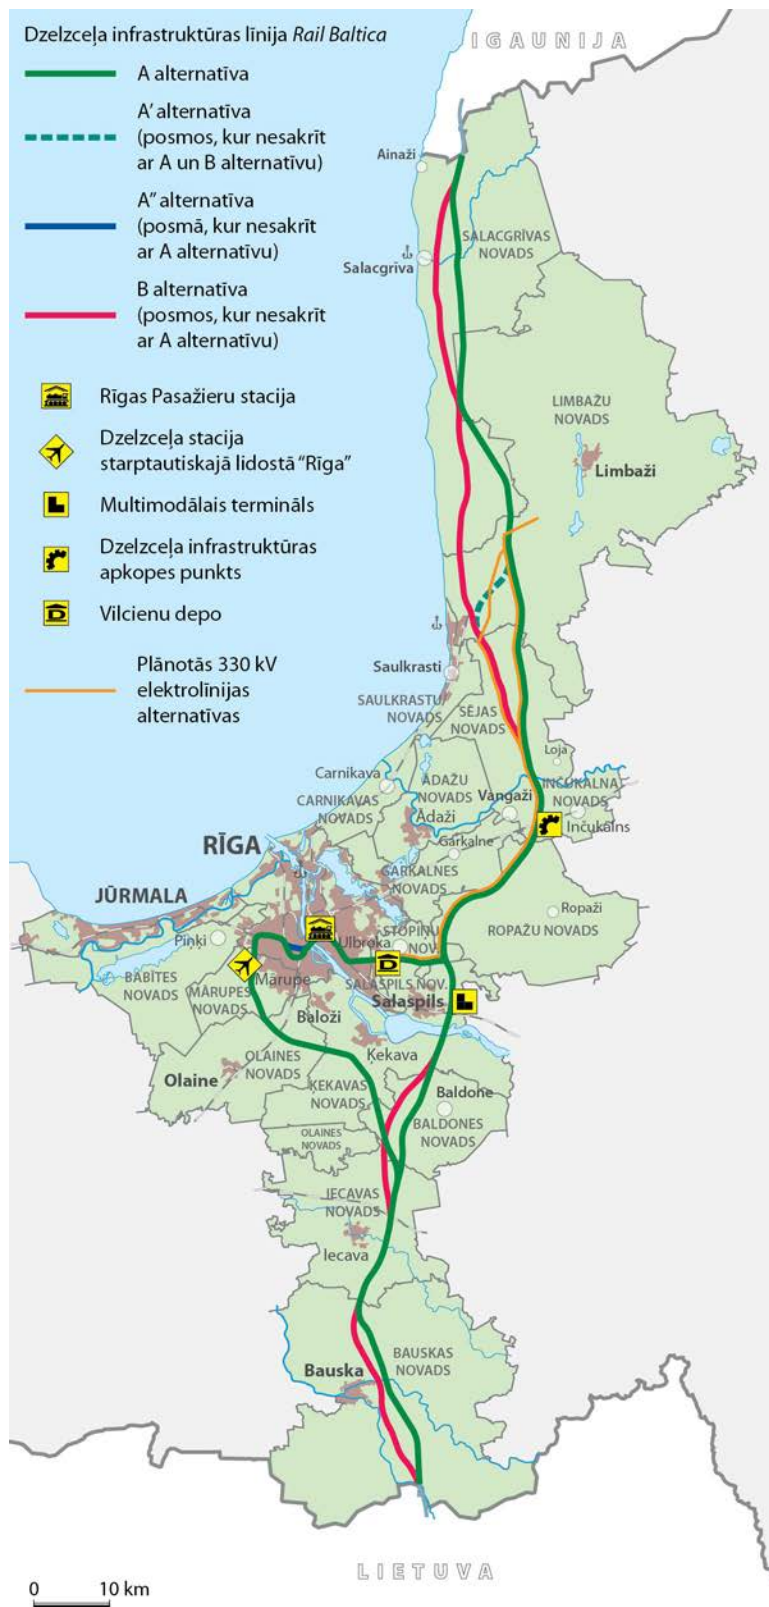 Dzelzceļa infrastruktūras līnija Rail Baltica
A alternatīva
A’ alternatīva
(posmos, kur nesakrīt
ar A un B alternatīvu)
A” alternatīva
(posmā, kur nesakrīt
ar A alternatīvu)
B alternatīva
(posmos, kur nesakrīt
ar A alternatīvu)
Rīgas Pasažieru stacija
Dzelzceļa stacija
starptautiskajā lidostā “Rīga”
Multimodālais termināls
Dzelzceļa infrastruktūras
apkopes punkts
Vilcienu depo
Plānotās 330 kV
elektrolīnijas
alternatīvas
IGAUNIJA
Ainaži
SALACGRĪVAS
NOVADS
Salacgrīva
LIMBAŽU
NOVADS
Limbaži
Saulkrasti
SAULKRASTU
NOVADS
SĒJAS
NOVADS
Loja
Carnikava
CARNIKAVAS
NOVADS
ĀDAŽU
NOVADS
Ādaži
Vangaži
INČUKALNA
NOVADS
Inčukalns
RĪGA
Garkalne
GARKALNES
NOVADS
JŪRMALA
Ropaži
ROPAŽU NOVADS
Piņķi
Ulbroka
STOPIŅU
NOV.
BABĪTES
NOVADS
MĀRUPES
NOVADS
Mārupe
SALASPILS NOV.
Salaspils
Baloži
Ķekava
Olaine
OLAINES
NOVADS
ĶEKAVAS
NOVADS
Baldone
BALDONES
NOVADS
OLAINES
NOVADS
IECAVAS
NOVADS
Iecava
BAUSKAS
NOVADS
Bauska
LIETUVA
0 10 km